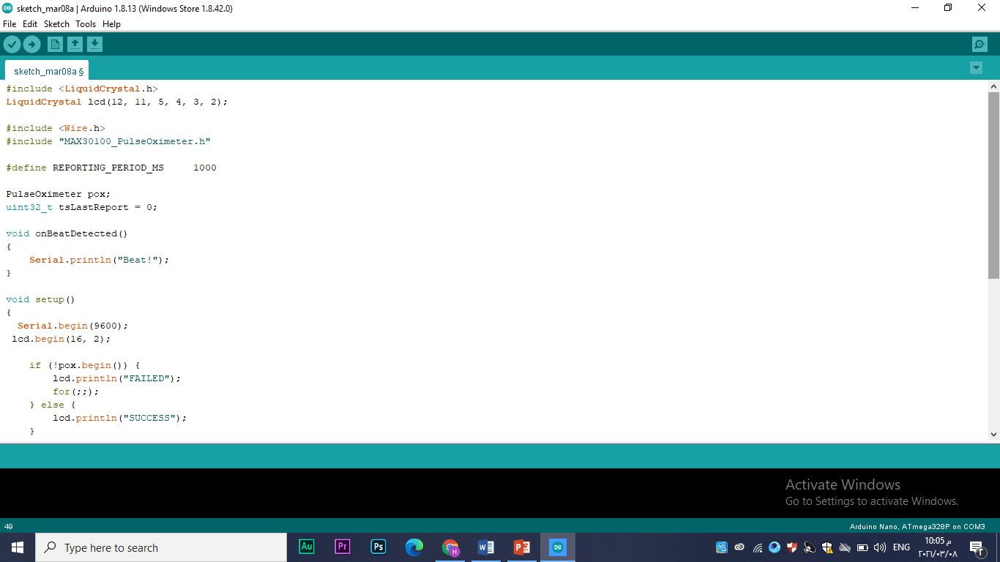 sketch_mar08a | Arduino 1.8.13 (Windows Store 1.8.42.0)
File Edit Sketch Tools Help
sketch_mar08a §
#include <LiquidCrystal.h>
LiquidCrystal lcd(12, 11, 5, 4, 3, 2);
#include <Wire.h>
#include "MAX30100_PulseOximeter.h"
#define REPORTING_PERIOD_MS     1000
PulseOximeter pox;
uint32_t tsLastReport = 0;
void onBeatDetected()
{
    Serial.println("Beat!");
}
void setup()
{
  Serial.begin(9600);
 lcd.begin(16, 2);
    if (!pox.begin()) {
        lcd.println("FAILED");
        for(;;);
    } else {
        lcd.println("SUCCESS");
    }
Activate Windows
Go to Settings to activate Windows.
49
Arduino Nano, ATmega328P on COM3
Type here to search
Au
Pr
Ps
H
ENG
10:05 م
٢٠٢١/٠٣/٠٨
T